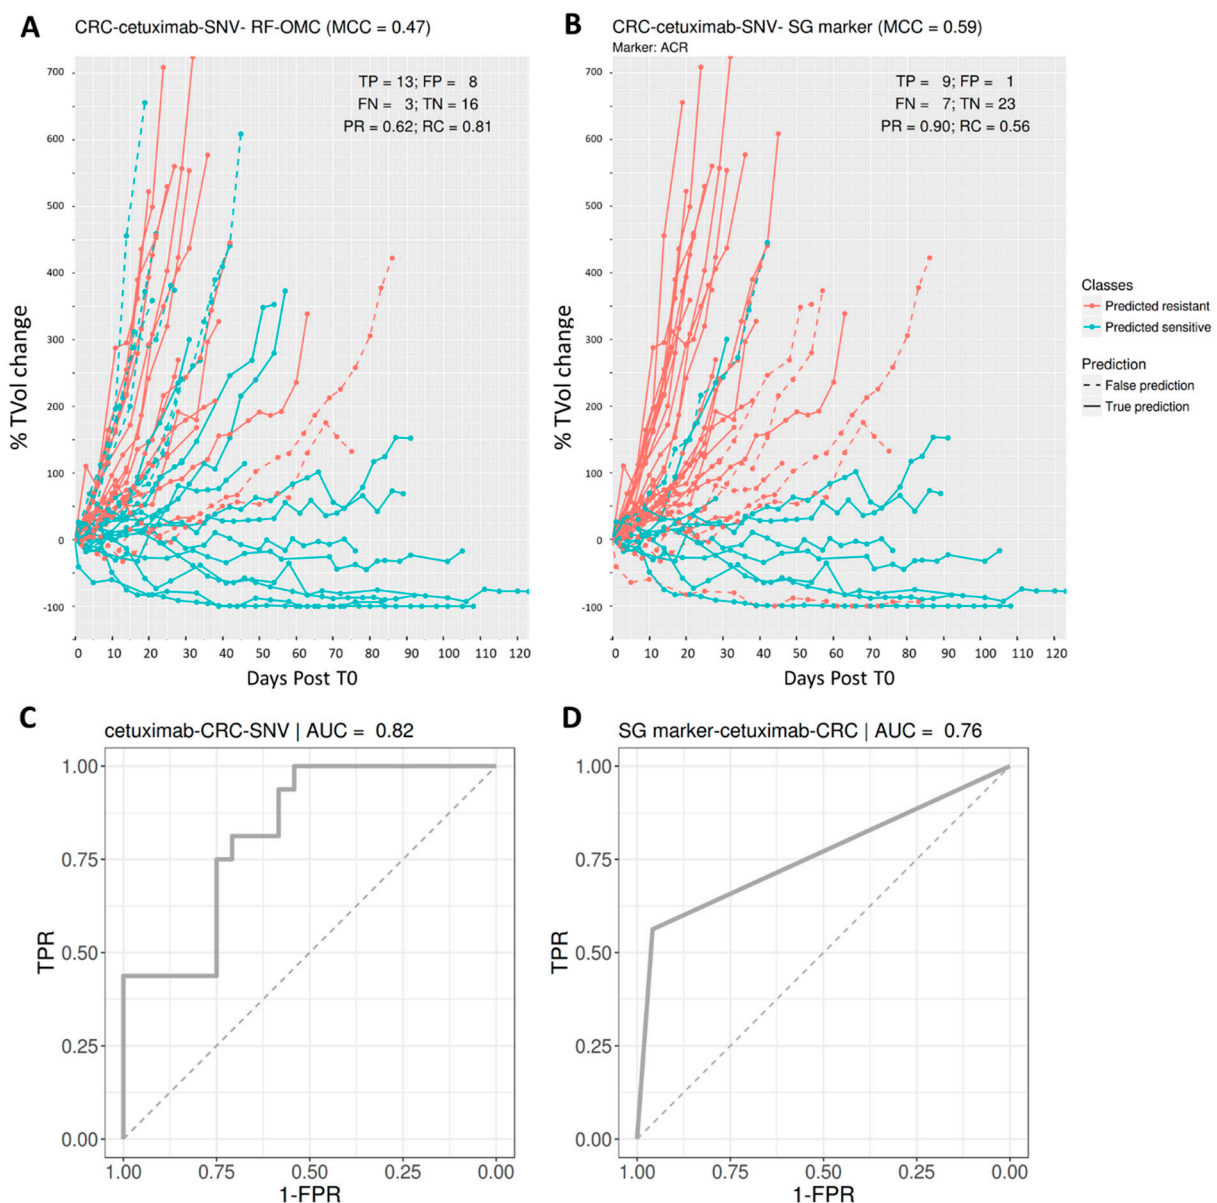 A
CRC-cetuximab-SNV- RF-OMC (MCC = 0.47)
TP = 13; FP = 8
FN = 3; TN = 16
PR = 0.62; RC = 0.81
700
600
500
400
300
200
100
0
-100
% TVol change
0 10 20 30 40 50 60 70 80 90 100 110 120
Days Post T0
B
CRC-cetuximab-SNV- SG marker (MCC = 0.59)
Marker: ACR
TP = 9; FP = 1
FN = 7; TN = 23
PR = 0.90; RC = 0.56
700
600
500
400
300
200
100
0
-100
% TVol change
0 10 20 30 40 50 60 70 80 90 100 110 120
Days Post T0
Classes
Predicted resistant
Predicted sensitive
Prediction
False prediction
True prediction
C
cetuximab-CRC-SNV | AUC = 0.82
1.00
0.75
0.50
0.25
0.00
TPR
1.00 0.75 0.50 0.25 0.00
1-FPR
D
SG marker-cetuximab-CRC | AUC = 0.76
1.00
0.75
0.50
0.25
0.00
TPR
1.00 0.75 0.50 0.25 0.00
1-FPR